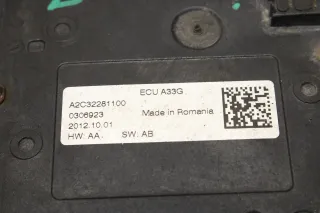 ECU A33G
A2C32281100
0306923 Made in Romania
2012.10.01
HW: AA SW: AB